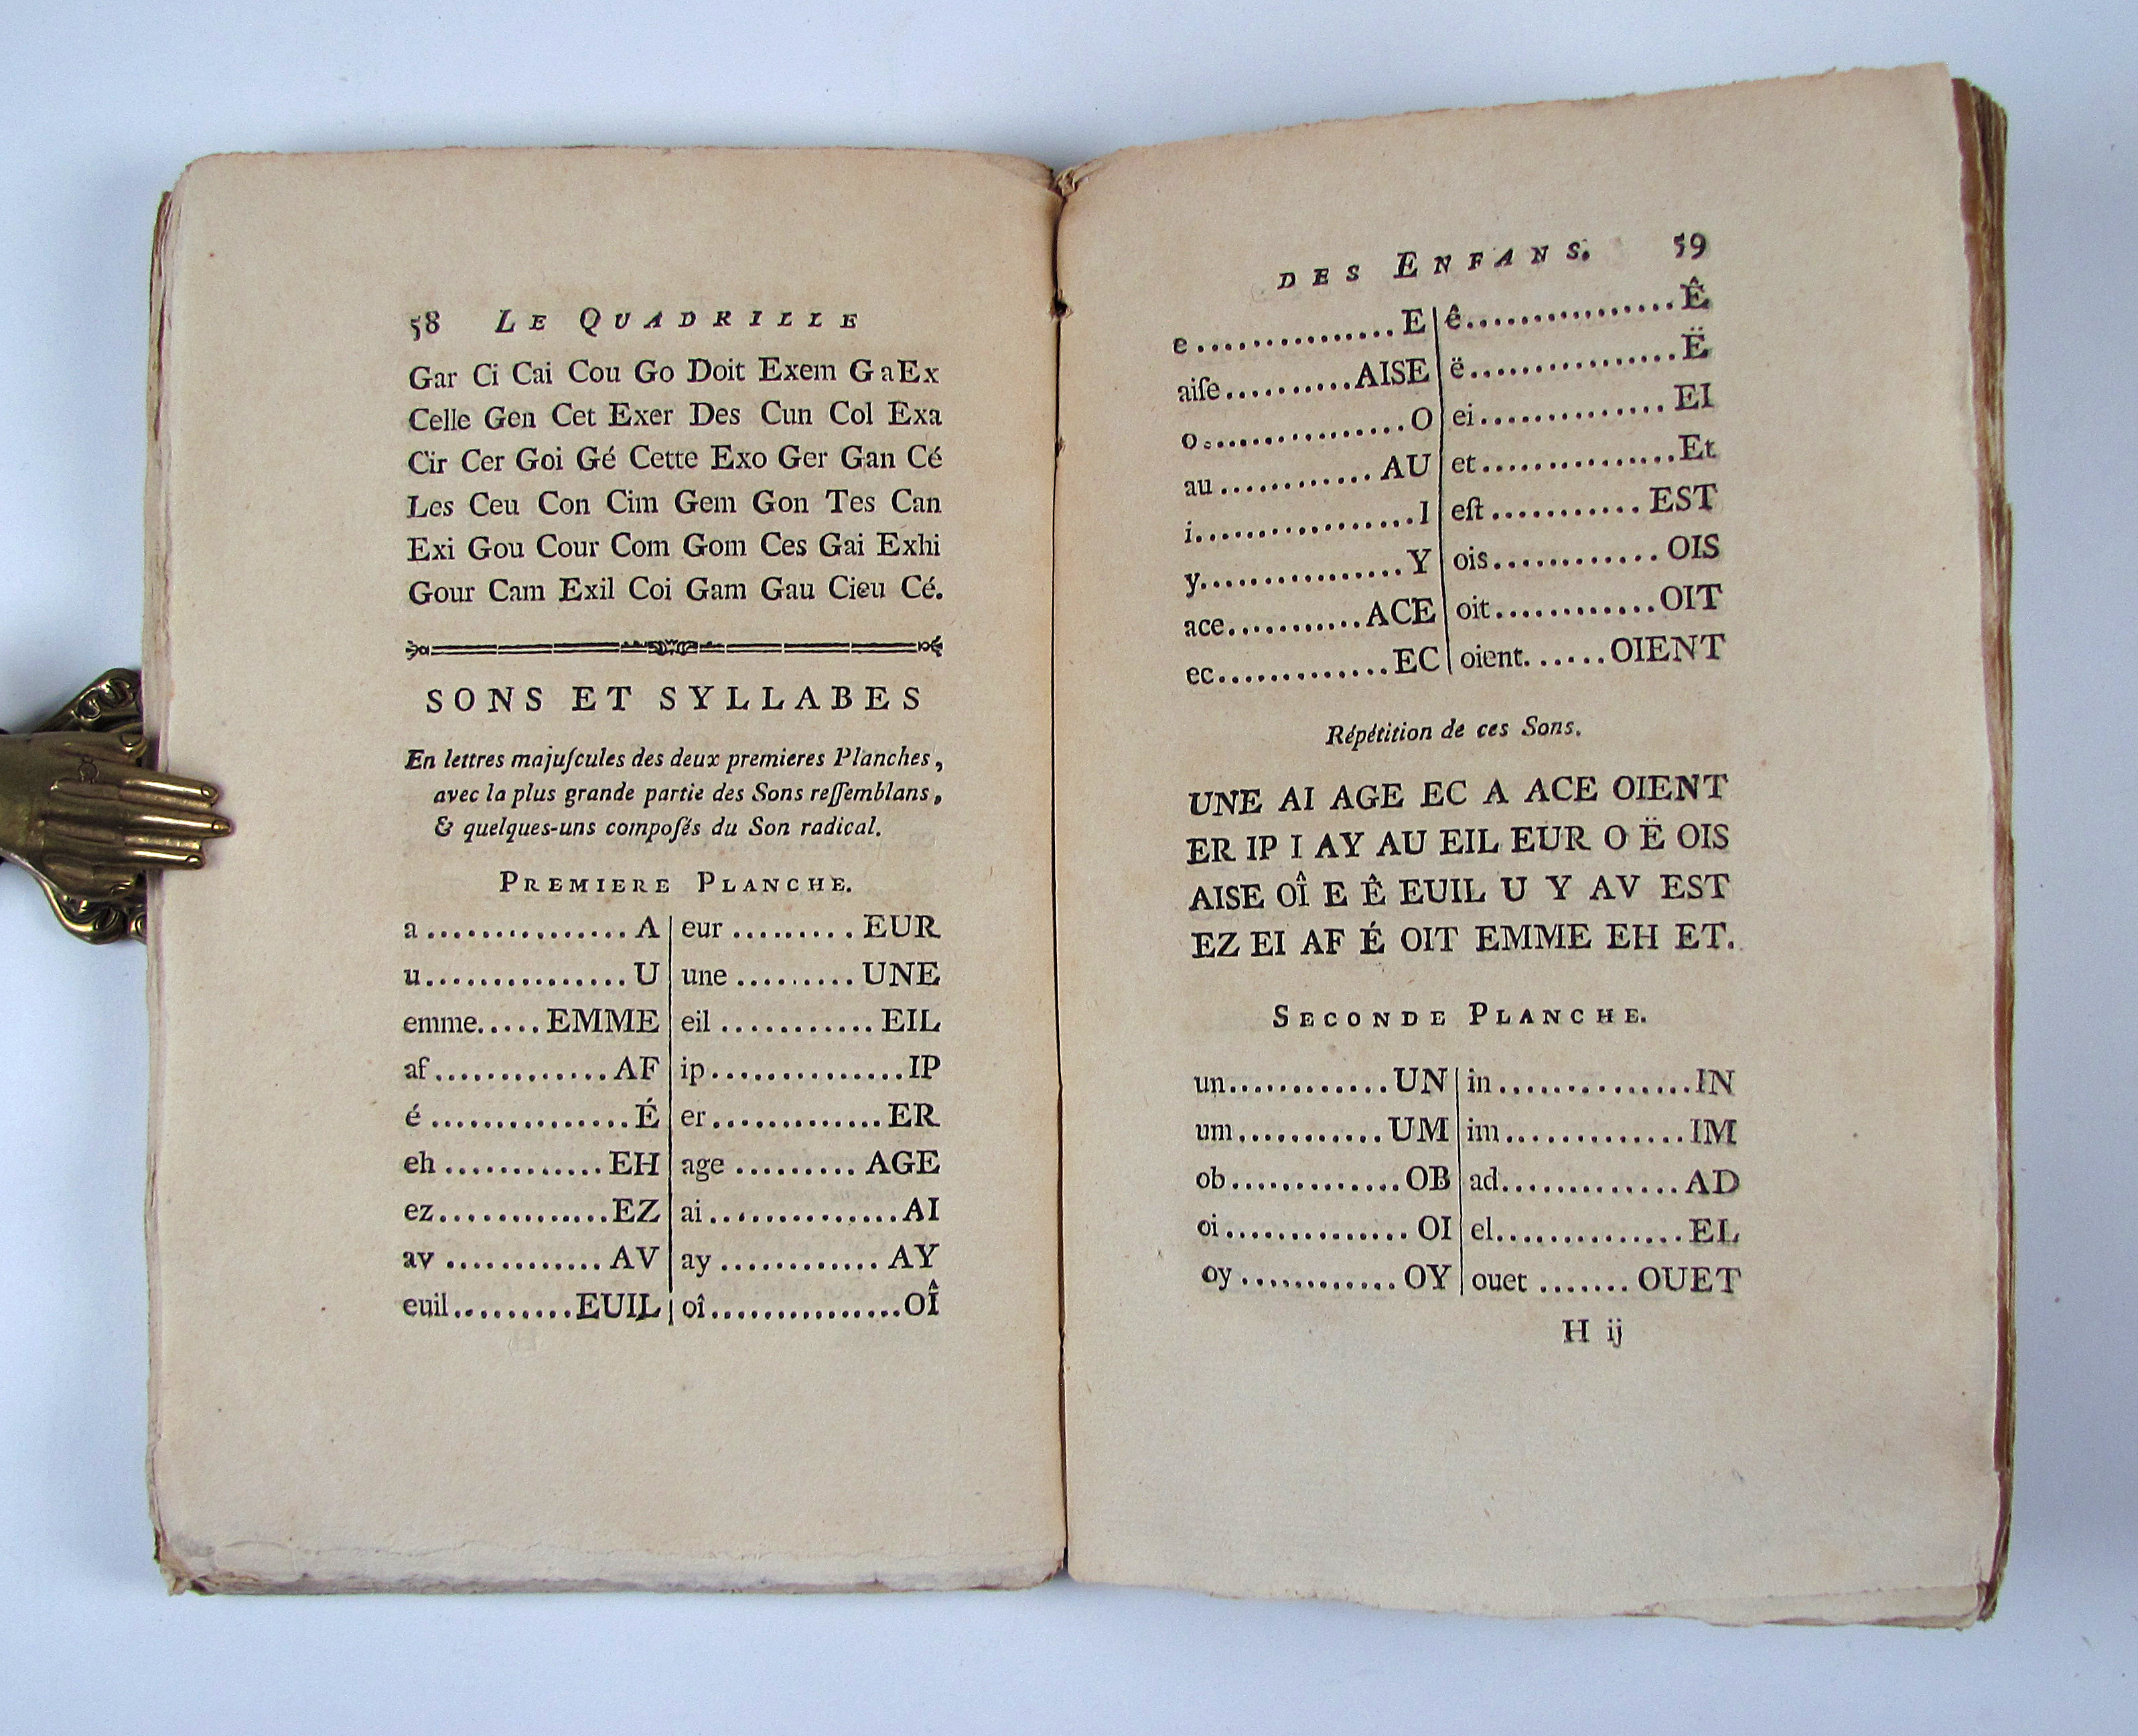 58 LE QUADRILLE
Gar Ci Cai Cou Go Doit Exem GaEx
Celle Gen Cet Exer Des Cun Col Exa
Cir Cer Goi Gé Cette Exo Ger Gan Cé
Les Ceu Con Cim Gem Gon Tes Can
Exi Gou Cour Com Gom Ces Gai Exhi
Gour Cam Exil Coi Gam Gau Cieu Cé.
SONS ET SYLLABES
En lettres majuſcules des deux premieres Planches,
avec la plus grande partie des Sons reſſemblans,
& quelques-uns compoſés du Son radical.
PREMIERE PLANCHE.
a ............... A | eur ......... EUR
u ............... U | une ......... UNE
emme ..... EMME | eil ........... EIL
af ............. AF | ip .............. IP
é ............... É | er ............. ER
eh ............ EH | age ......... AGE
ez ............. EZ | ai .............. AI
av ............ AV | ay ............ AY
euil ......... EUIL | oî .............. OÎ
DES ENFANS. 59
e ............... E | ê ............... Ê
aiſe .......... AISE | ë ............... Ë
o ............... O | ei .............. EI
au ............ AU | et ............... Et
i ................ I | eſt ........... EST
y ............... Y | ois ............ OIS
ace ........... ACE | oit ............ OIT
ec ............. EC | oient ...... OIENT
Répétition de ces Sons.
UNE AI AGE EC A ACE OIENT
ER IP I AY AU EIL EUR O Ë OIS
AISE OÎ E Ê EUIL U Y AV EST
EZ EI AF É OIT EMME EH ET.
SECONDE PLANCHE.
un ............ UN | in .............. IN
um ........... UM | im ............. IM
ob ............. OB | ad ............. AD
oi .............. OI | el .............. EL
oy ............ OY | ouet ....... OUET
H ij